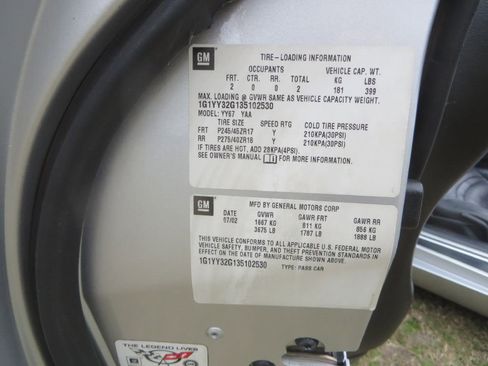 GM
TIRE-LOADING INFORMATION
OCCUPANTS VEHICLE CAP. WT.
FRT. CTR. RR. TOTAL KG LBS
2 0 0 2 181 399
MAX. LOADING @ GVWR SAME AS VEHICLE CAPACITY WEIGHT.
1G1YY32G135102530
MODEL: YY67 YAA
TIRE SIZE SPEED RTG COLD TIRE PRESSURE
FRT P245/45ZR17 Y 210KPA(30PSI)
RR P275/40ZR18 Y 210KPA(30PSI)
IF TIRES ARE HOT, ADD 28KPA(4PSI).
SEE OWNER'S MANUAL FOR MORE INFORMATION.
GM
MFD BY GENERAL MOTORS CORP
DATE GVWR GAWR FRT GAWR RR
07/02 1667 KG 811 KG 856 KG
3675 LB 1787 LB 1888 LB
THIS VEHICLE CONFORMS TO ALL APPLICABLE U.S. FEDERAL MOTOR
VEHICLE SAFETY, BUMPER, AND THEFT PREVENTION STANDARDS IN
EFFECT ON THE DATE OF MANUFACTURE SHOWN ABOVE.
1G1YY32G135102530 TYPE: PASS CAR
THE LEGEND LIVES